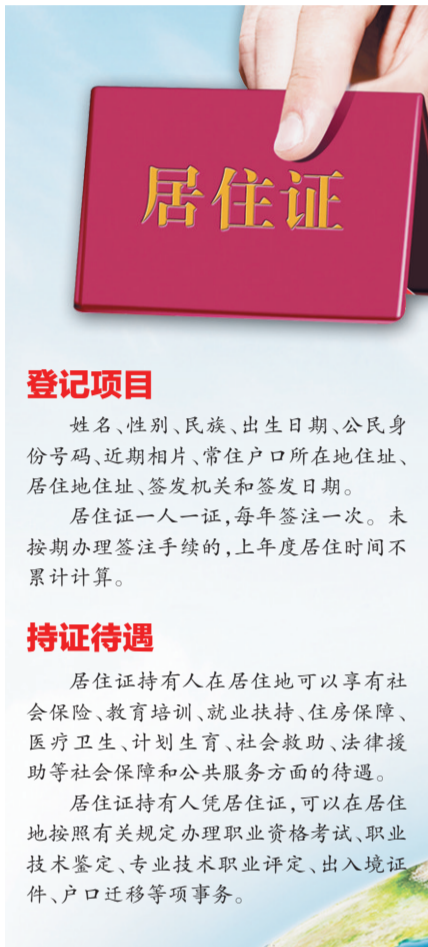 居住证
登记项目
姓名、性别、民族、出生日期、公民身
份号码、近期相片、常住户口所在地住址、
居住地住址、签发机关和签发日期。
居住证一人一证,每年签注一次。未
按期办理签注手续的,上年度居住时间不
累计计算。
持证待遇
居住证持有人在居住地可以享有社
会保险、教育培训、就业扶持、住房保障、
医疗卫生、计划生育、社会救助、法律援
助等社会保障和公共服务方面的待遇。
居住证持有人凭居住证,可以在居住
地按照有关规定办理职业资格考试、职业
技术鉴定、专业技术职业评定、出入境证
件、户口迁移等项事务。